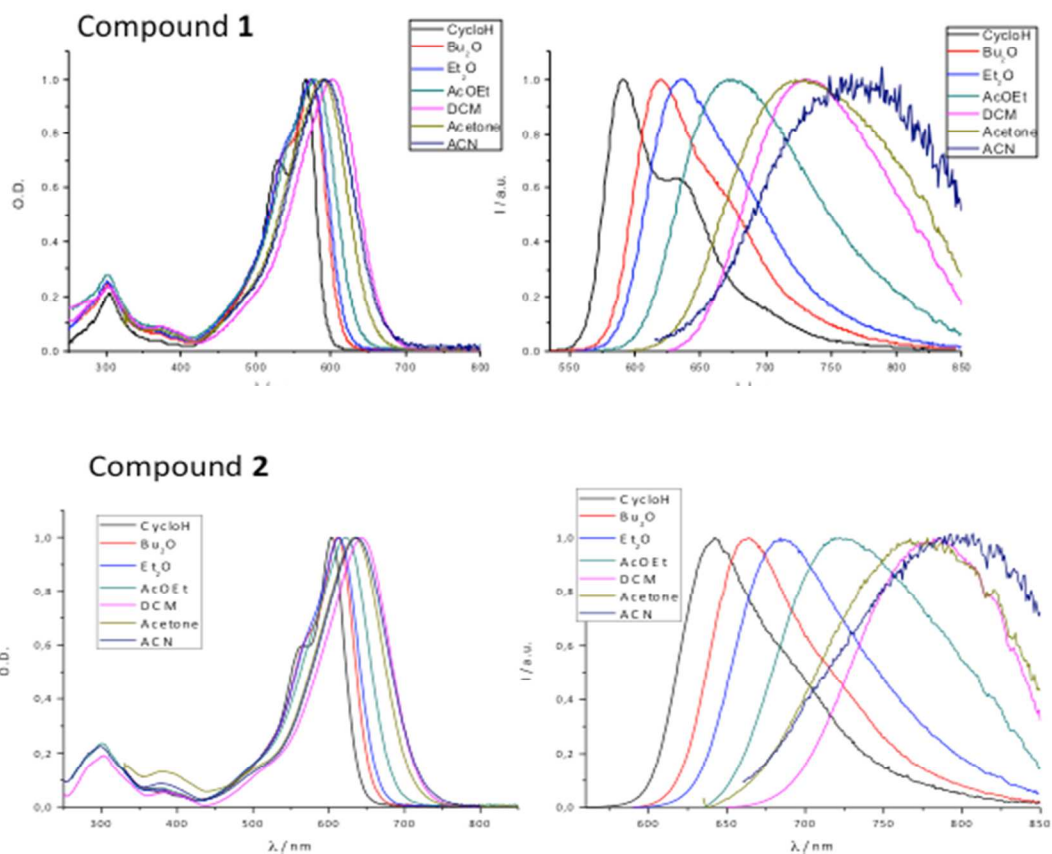 Compound 1
CycloH
Bu2O
Et2O
AcOEt
DCM
Acetone
ACN
O.D.
1.0
0.8
0.6
0.4
0.2
0.0
300 400 500 600 700 800
CycloH
Bu2O
Et2O
AcOEt
DCM
Acetone
ACN
I / a.u.
1.0
0.8
0.6
0.4
0.2
0.0
550 600 650 700 750 800 850
Compound 2
CycloH
Bu2O
Et2O
AcOEt
DCM
Acetone
ACN
O.D.
1,0
0,8
0,6
0,4
0,2
0,0
300 400 500 600 700 800
λ / nm
CycloH
Bu2O
Et2O
AcOEt
DCM
Acetone
ACN
I / a.u.
1,0
0,8
0,6
0,4
0,2
0,0
600 650 700 750 800 850
λ / nm